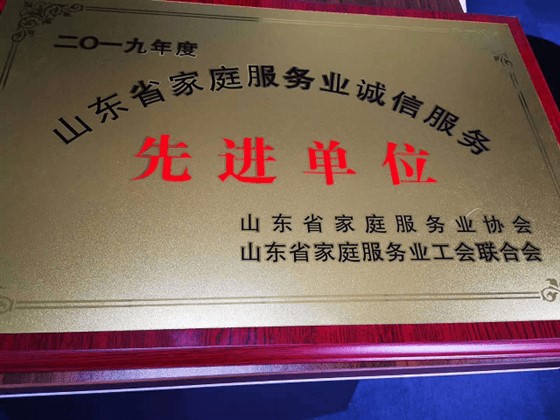 二〇一九年度
山东省家庭服务业诚信服务
先进单位
山东省家庭服务业协会
山东省家庭服务业工会联合会